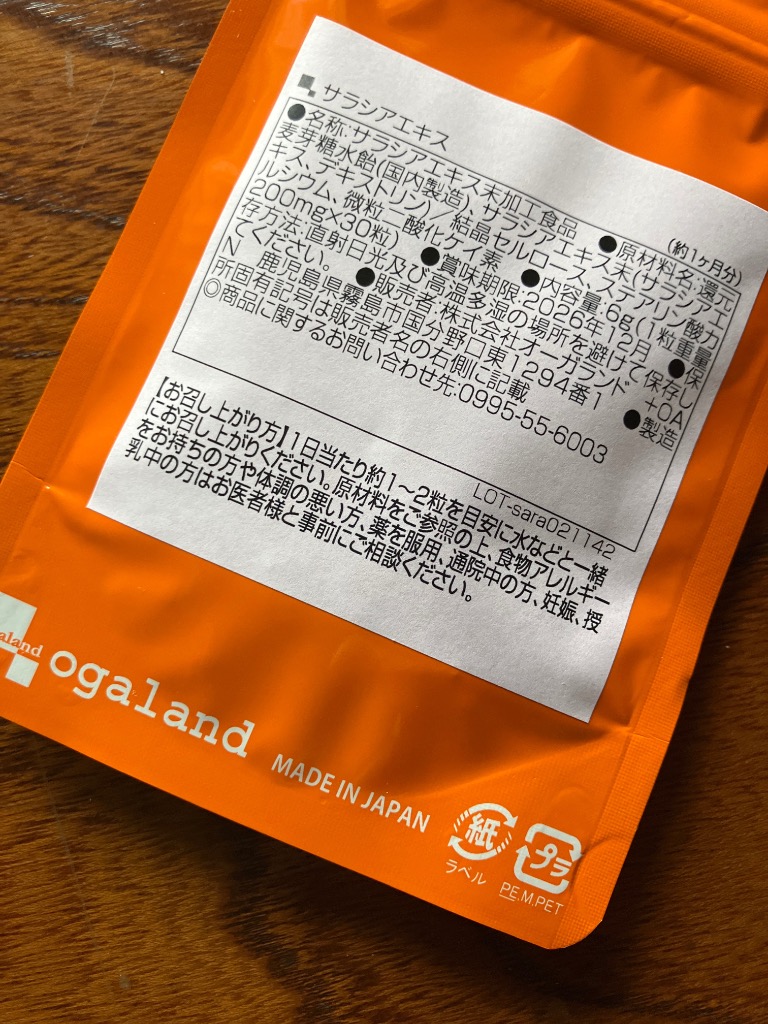 サラシアエキス
(約1ヶ月分)
●名称:サラシアエキス末加工食品 ●原材料名:還元
麦芽糖水飴(国内製造)、サラシアエキス末(サラシアエ
キス、デキストリン)／結晶セルロース、ステアリン酸カ
ルシウム、微粒二酸化ケイ素 ●内容量:6g(1粒重量
200mg×30粒) ●賞味期限:2026年12月 ●保
存方法:直射日光及び高温多湿の場所を避けて保存し
てください。 ●販売者:株式会社オーガランド +OA
N 鹿児島県霧島市国分野口東1294番1 ●製造
所固有記号は販売者名の右側に記載
◎商品に関するお問い合わせ先:0995-55-6003
LOT-sara021142
【お召し上がり方】1日当たり約1～2粒を目安に水などと一緒
にお召し上がりください。原材料をご参照の上、食物アレルギー
をお持ちの方や体調の悪い方、薬を服用、通院中の方、妊娠、授
乳中の方はお医者様と事前にご相談ください。
aland
ogaland
MADE IN JAPAN
紙
ラベル
プラ
PE.M.PET